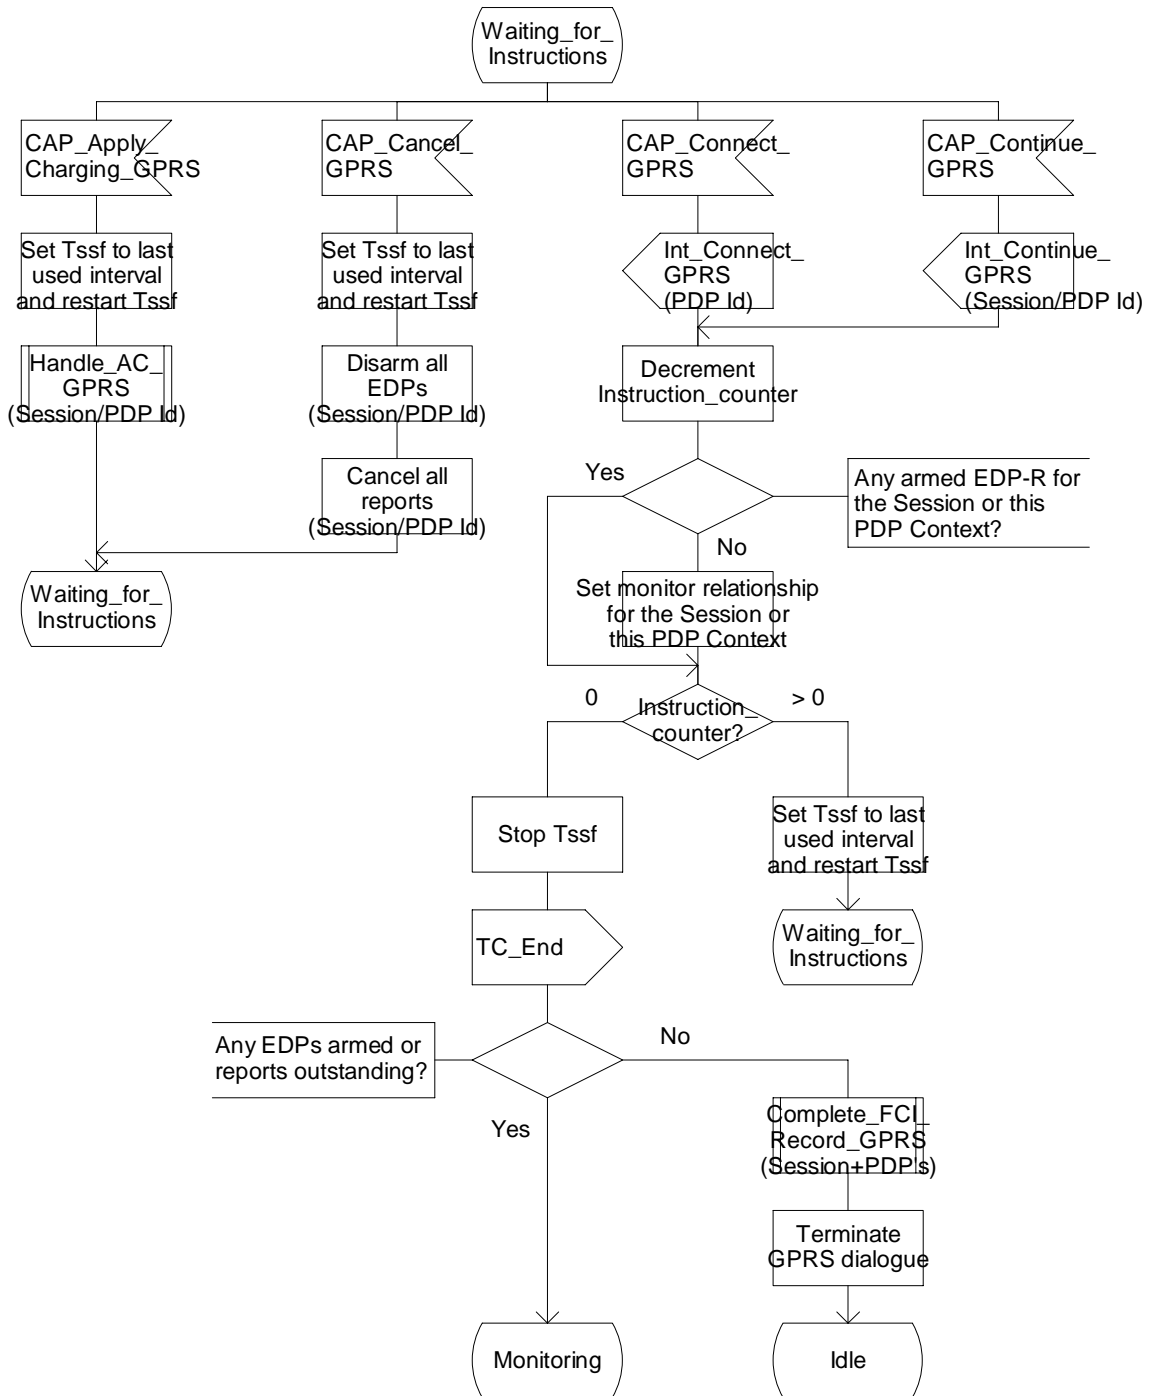 Waiting_for_
Instructions
CAP_Apply_
Charging_GPRS
CAP_Cancel_
GPRS
CAP_Connect_
GPRS
CAP_Continue_
GPRS
Set Tssf to last
used interval
and restart Tssf
Set Tssf to last
used interval
and restart Tssf
Int_Connect_
GPRS
(PDP Id)
Int_Continue_
GPRS
(Session/PDP Id)
Handle_AC_
GPRS
(Session/PDP Id)
Disarm all
EDPs
(Session/PDP Id)
Decrement
Instruction_counter
Cancel all
reports
(Session/PDP Id)
Yes
Any armed EDP-R for
the Session or this
PDP Context?
No
Waiting_for_
Instructions
Set monitor relationship
for the Session or
this PDP Context
0
Instruction_
counter?
> 0
Stop Tssf
Set Tssf to last
used interval
and restart Tssf
TC_End
Waiting_for_
Instructions
Any EDPs armed or
reports outstanding?
No
Yes
Complete_FCI_
Record_GPRS
(Session+PDP's)
Terminate
GPRS dialogue
Monitoring
Idle